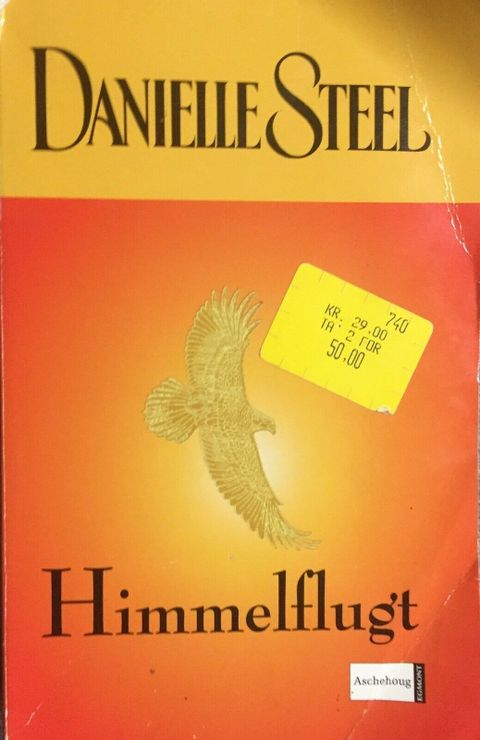 DANIELLE STEEL
740
KR. 29.00
TA' 2 FOR
50,00
Himmelflugt
Aschehoug
EGMONT